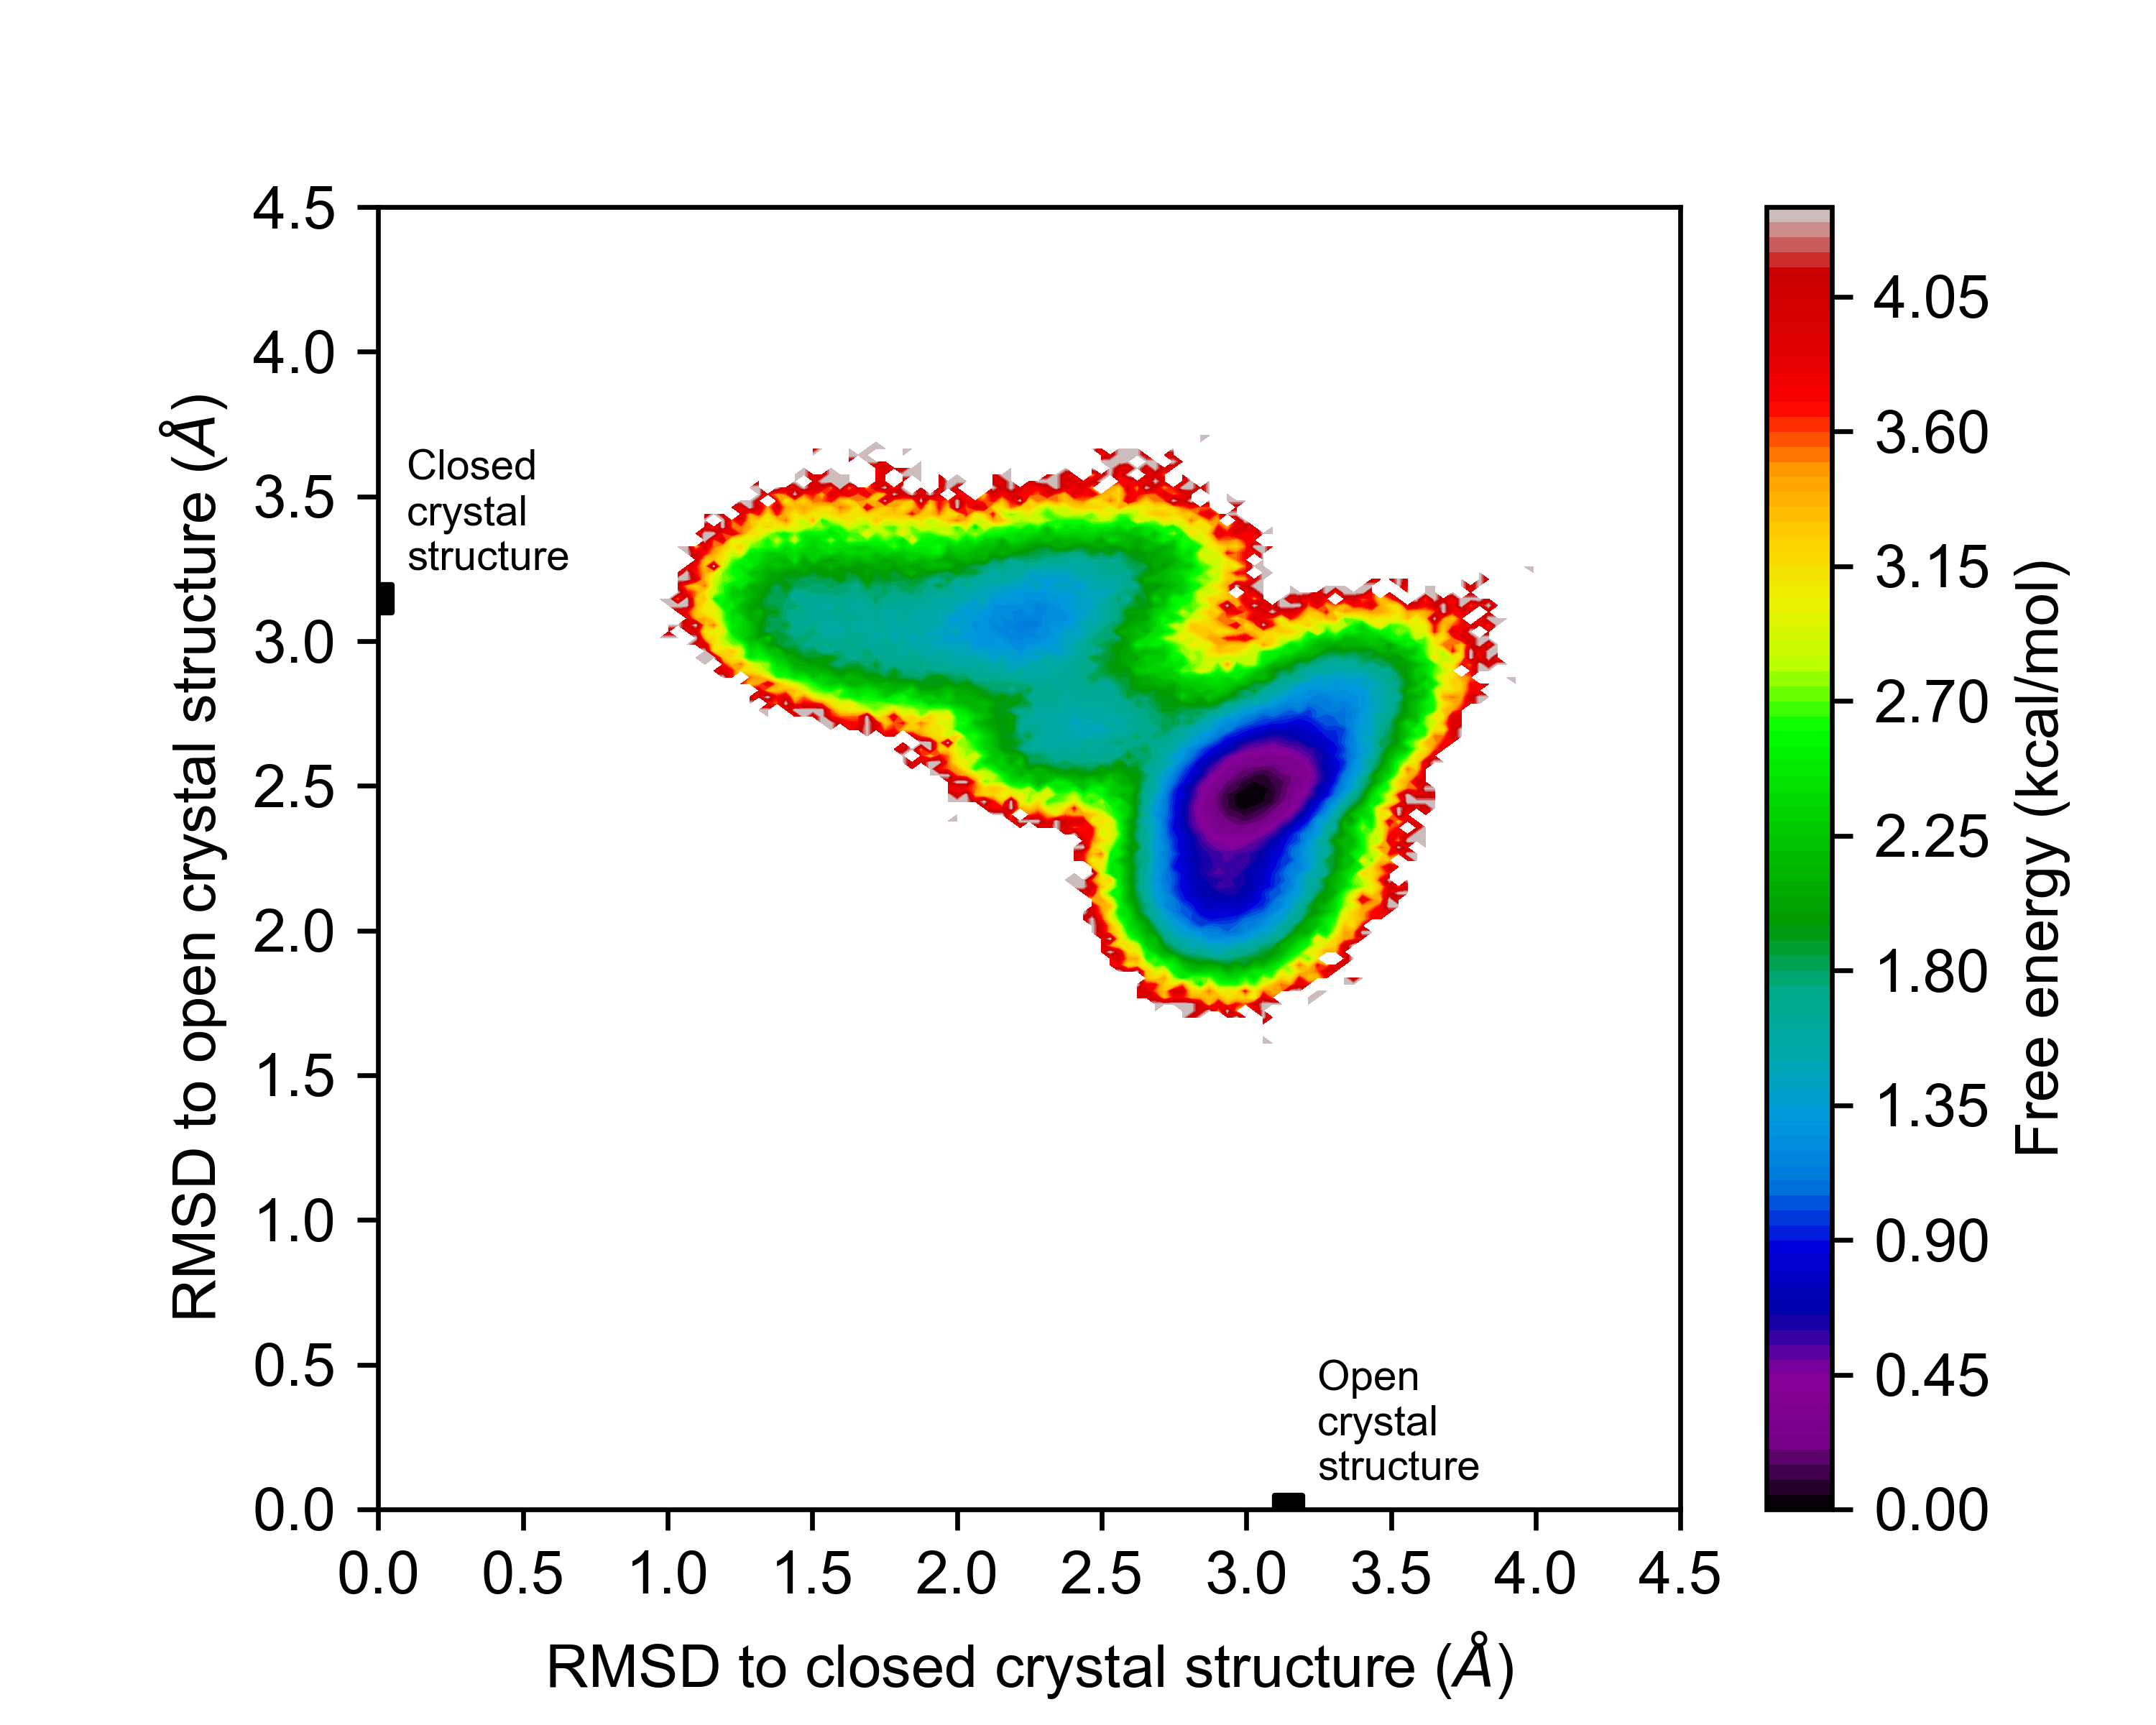 4.5
4.0
3.5
3.0
2.5
2.0
1.5
1.0
0.5
0.0
RMSD to open crystal structure (Å)
Closed
crystal
structure
Open
crystal
structure
0.0 0.5 1.0 1.5 2.0 2.5 3.0 3.5 4.0 4.5
RMSD to closed crystal structure (Å)
4.05
3.60
3.15
2.70
2.25
1.80
1.35
0.90
0.45
0.00
Free energy (kcal/mol)